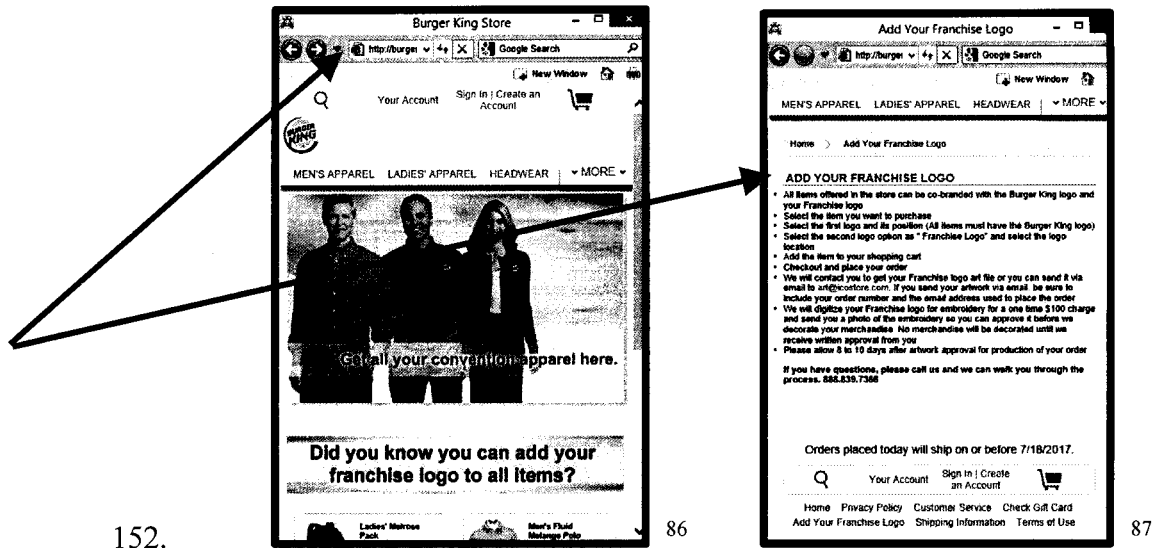 Burger King Store
http://burger
Google Search
New Window
Your Account
Sign In | Create an
Account
BURGER
KING
MEN'S APPAREL LADIES' APPAREL HEADWEAR | MORE
Get all your convention apparel here.
Did you know you can add your
franchise logo to all items?
Ladies' Melrose
Pack
Men's Fluid
Melange Polo
86
Add Your Franchise Logo
http://burger
Google Search
New Window
MEN'S APPAREL LADIES' APPAREL HEADWEAR | MORE
Home > Add Your Franchise Logo
ADD YOUR FRANCHISE LOGO
• All items offered in the store can be co-branded with the Burger King logo and
your Franchise logo
• Select the item you want to purchase
• Select the first logo and its position (All items must have the Burger King logo)
• Select the second logo option as " Franchise Logo" and select the logo
location
• Add the item to your shopping cart
• Checkout and place your order
• We will contact you to get your Franchise logo art file or you can send it via
email to art@icostore.com. If you send your artwork via email, be sure to
include your order number and the email address used to place the order
• We will digitize your Franchise logo for embroidery for a one time $100 charge
and send you a photo of the embroidery so you can approve it before we
decorate your merchandise. No merchandise will be decorated until we
receive written approval from you
• Please allow 8 to 10 days after artwork approval for production of your order
If you have questions, please call us and we can walk you through the
process. 888.839.7366
Orders placed today will ship on or before 7/18/2017.
Your Account
Sign In | Create
an Account
Home Privacy Policy Customer Service Check Gift Card
Add Your Franchise Logo Shipping Information Terms of Use
87
152.